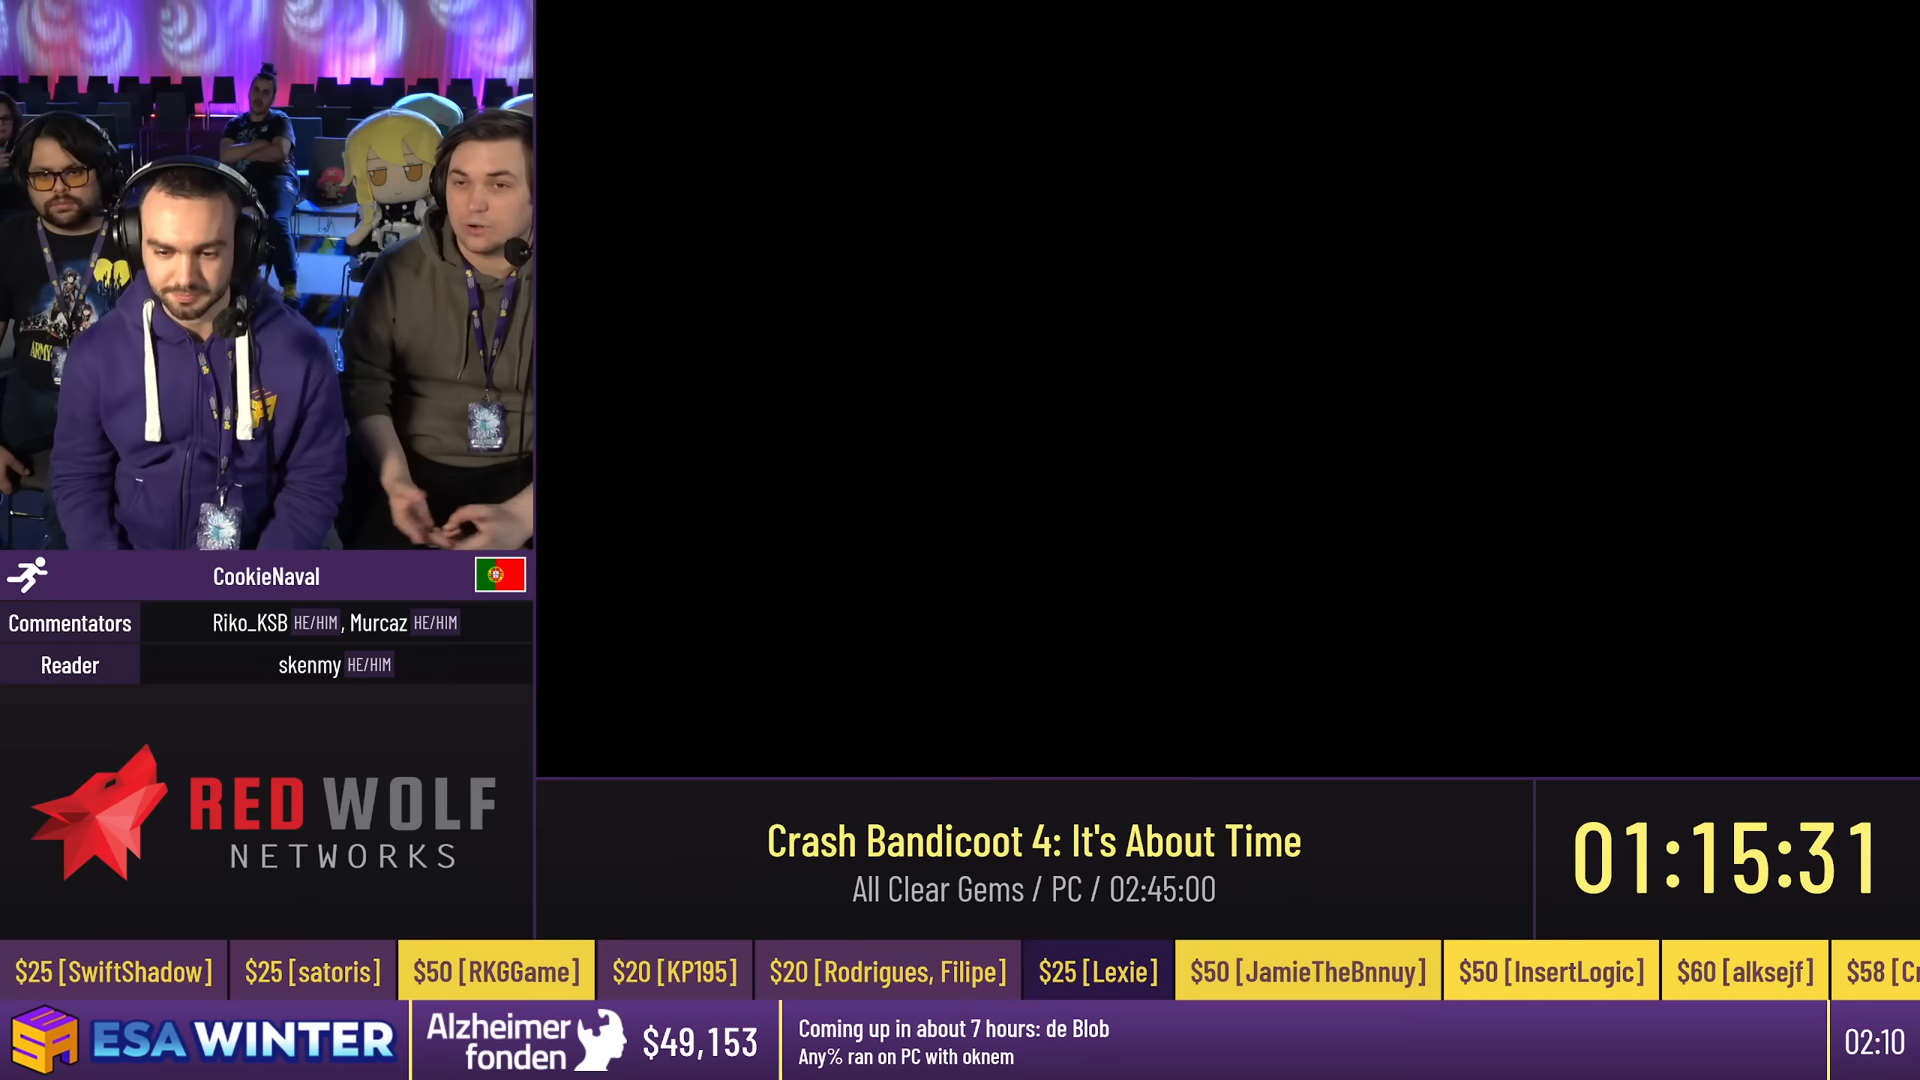 ARMY
CookieNaval
Commentators
Riko_KSB HE/HIM, Murcaz HE/HIM
Reader
skenmy HE/HIM
RED WOLF
NETWORKS
Crash Bandicoot 4: It's About Time
All Clear Gems / PC / 02:45:00
01:15:31
$25 [SwiftShadow] $25 [satoris] $50 [RKGGame] $20 [KP195] $20 [Rodrigues, Filipe] $25 [Lexie] $50 [JamieTheBnnuy] $50 [InsertLogic] $60 [alksejf] $58 [C
ESA WINTER
Alzheimer
fonden
$49,153
Coming up in about 7 hours: de Blob
Any% ran on PC with oknem
02:10